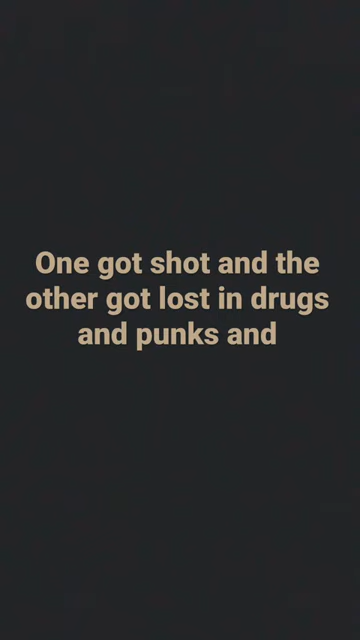 One got shot and the
other got lost in drugs
and punks and